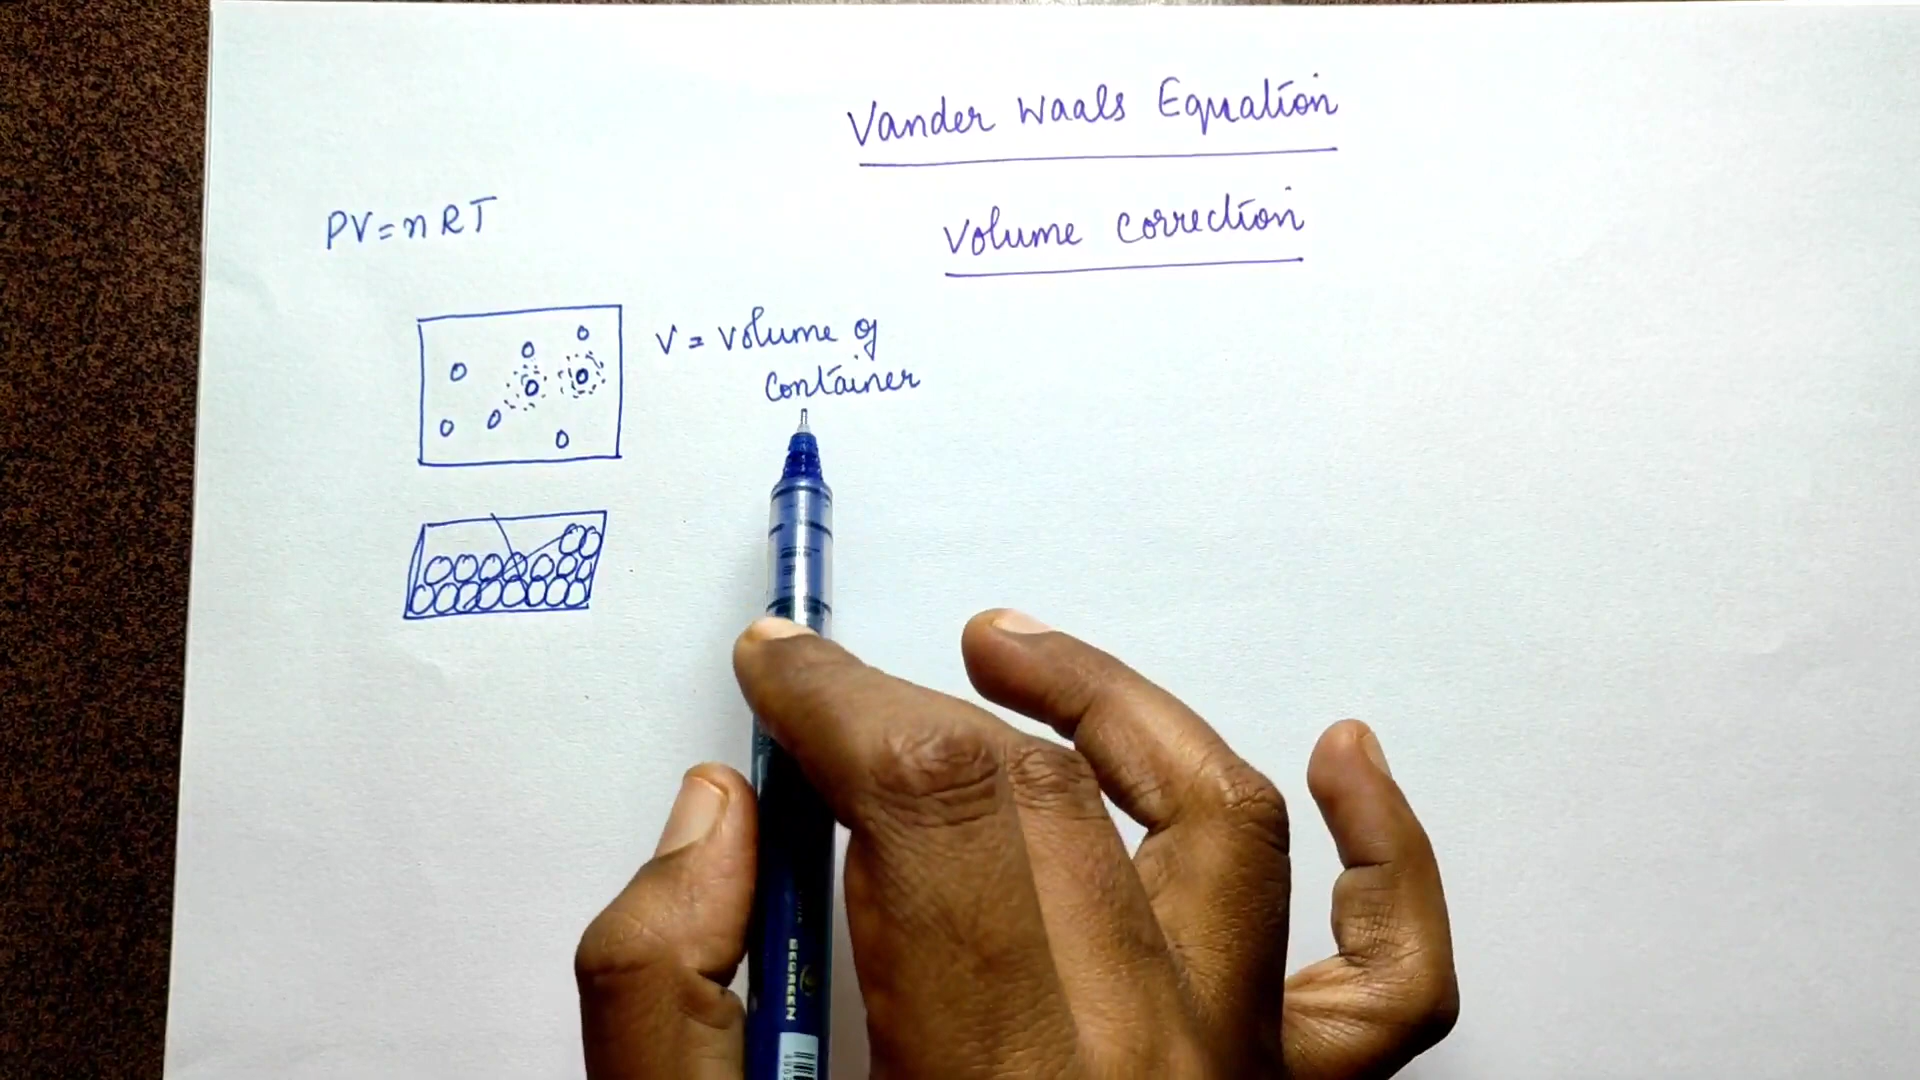 Vander Waals Equation
Volume correction
PV=nRT
V = Volume of
Container